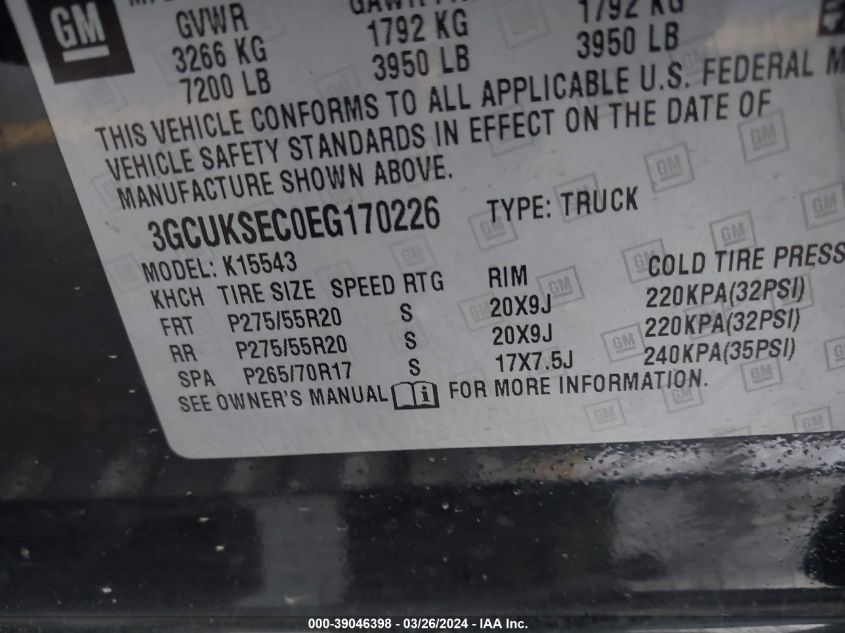 GM
GVWR
3266 KG 1792 KG 1792 KG
7200 LB 3950 LB 3950 LB
THIS VEHICLE CONFORMS TO ALL APPLICABLE U.S. FEDERAL M
VEHICLE SAFETY STANDARDS IN EFFECT ON THE DATE OF
MANUFACTURE SHOWN ABOVE.
3GCUKSEC0EG170226 TYPE: TRUCK
MODEL: K15543
KHCH TIRE SIZE SPEED RTG RIM COLD TIRE PRESS
FRT P275/55R20 S 20X9J 220KPA(32PSI)
RR P275/55R20 S 20X9J 220KPA(32PSI)
SPA P265/70R17 S 17X7.5J 240KPA(35PSI)
SEE OWNER'S MANUAL i FOR MORE INFORMATION.
000-39046398 - 03/26/2024 - IAA Inc.